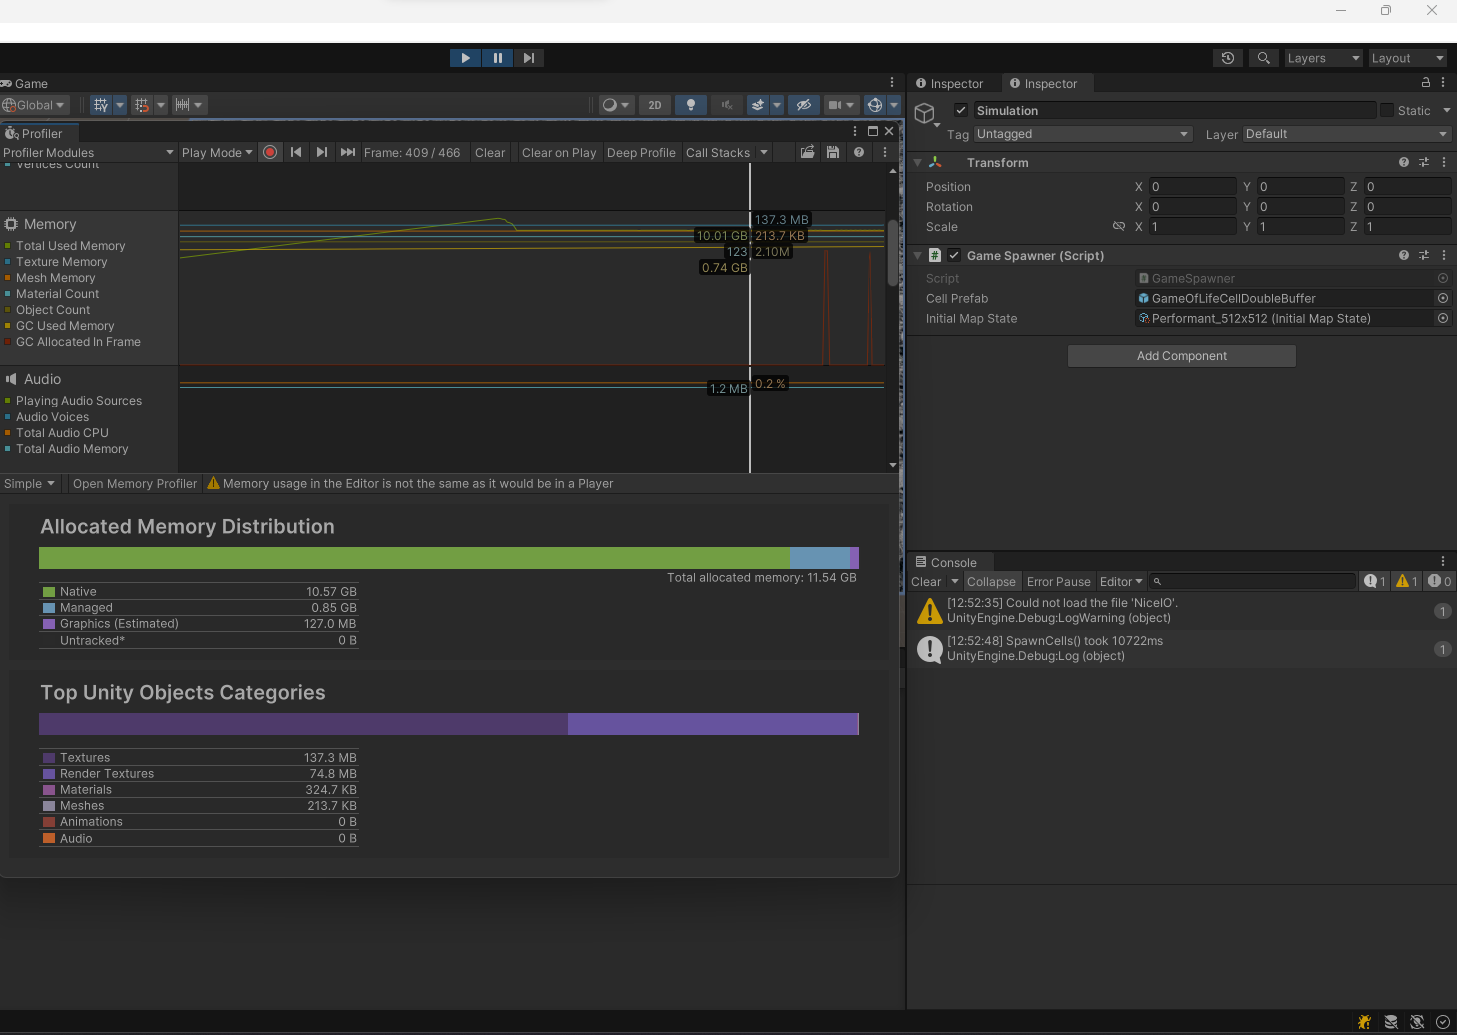 Layers
Layout
Game
Global
2D
Profiler
Profiler Modules
Play Mode
Frame: 409 / 466
Clear
Clear on Play
Deep Profile
Call Stacks
Vertices Count
Memory
Total Used Memory
Texture Memory
Mesh Memory
Material Count
Object Count
GC Used Memory
GC Allocated In Frame
137.3 MB
10.01 GB
213.7 KB
123
2.10M
0.74 GB
Audio
Playing Audio Sources
Audio Voices
Total Audio CPU
Total Audio Memory
1.2 MB
0.2 %
Simple
Open Memory Profiler
Memory usage in the Editor is not the same as it would be in a Player
Allocated Memory Distribution
Total allocated memory: 11.54 GB
Native 10.57 GB
Managed 0.85 GB
Graphics (Estimated) 127.0 MB
Untracked* 0 B
Top Unity Objects Categories
Textures 137.3 MB
Render Textures 74.8 MB
Materials 324.7 KB
Meshes 213.7 KB
Animations 0 B
Audio 0 B
Inspector
Inspector
Simulation
Static
Tag Untagged
Layer Default
Transform
Position X 0 Y 0 Z 0
Rotation X 0 Y 0 Z 0
Scale X 1 Y 1 Z 1
Game Spawner (Script)
Script GameSpawner
Cell Prefab GameOfLifeCellDoubleBuffer
Initial Map State Performant_512x512 (Initial Map State)
Add Component
Console
Clear
Collapse
Error Pause
Editor
1
1
0
[12:52:35] Could not load the file 'NiceIO'.
UnityEngine.Debug:LogWarning (object)
1
[12:52:48] SpawnCells() took 10722ms
UnityEngine.Debug:Log (object)
1